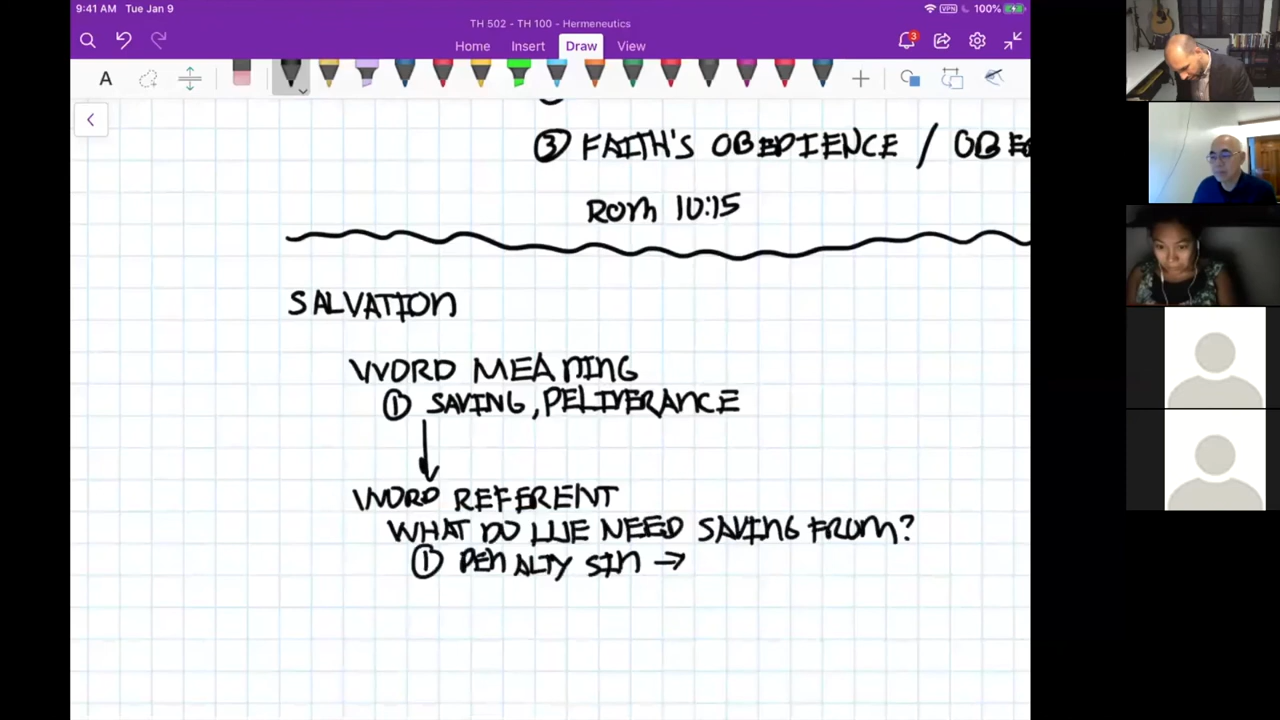 9:41 AM Tue Jan 9
VPN 100%
TH 502 - TH 100 - Hermeneutics
Home Insert Draw View
3
A
③ FAITH'S OBEDIENCE /
ROM 10:15
SALVATION
WORD MEANING
① SAVING, DELIVERANCE
WORD REFERENT
WHAT DO WE NEED SAVING FROM?
① PENALTY SIN →